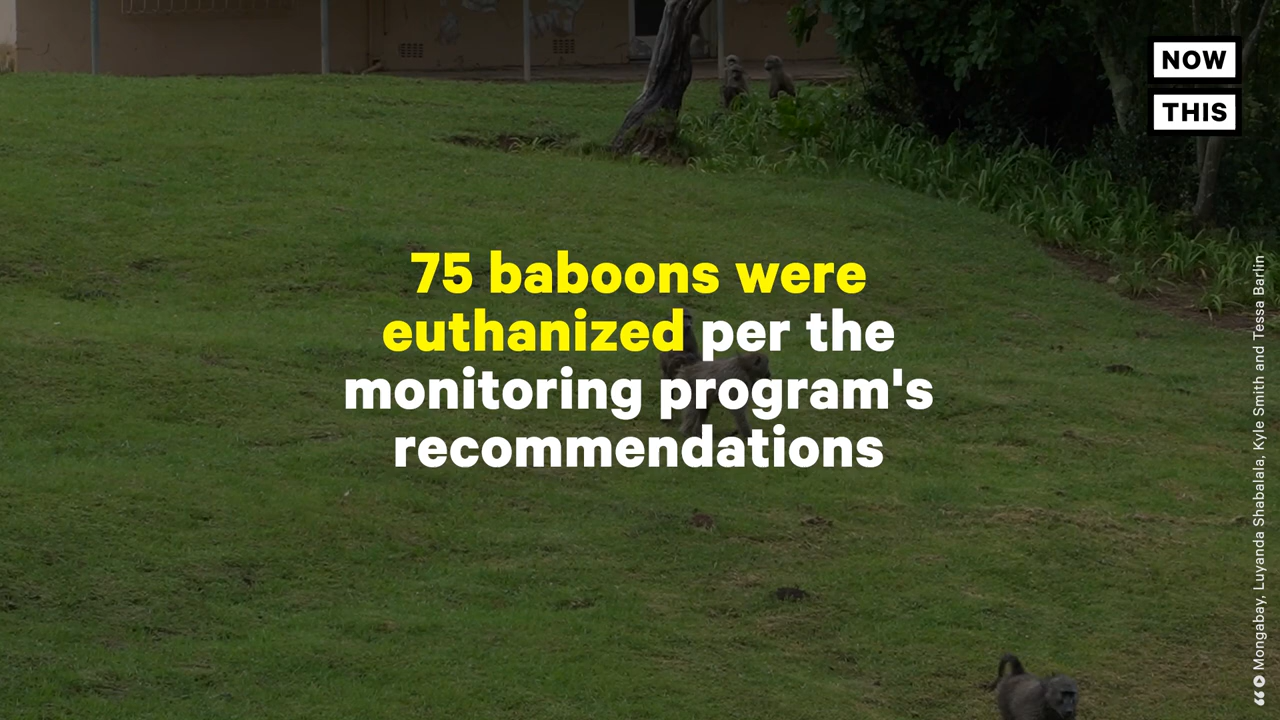 NOW
THIS
75 baboons were
euthanized per the
monitoring program's
recommendations
Mongabay, Luyanda Shabalala, Kyle Smith and Tessa Barlin